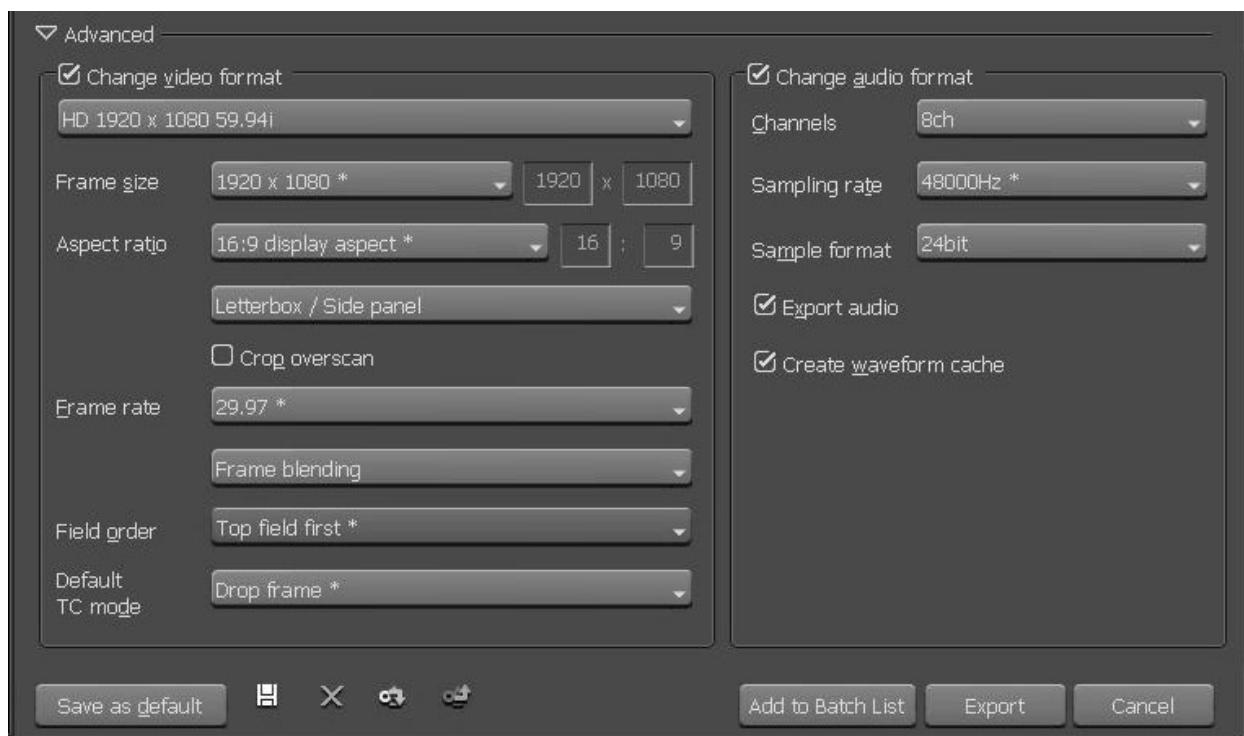 Advanced
Change video format
HD 1920 x 1080 59.94i
Frame size
1920 x 1080 *
1920 x 1080
Aspect ratio
16:9 display aspect *
16 : 9
Letterbox / Side panel
Crop overscan
Frame rate
29.97 *
Frame blending
Field order
Top field first *
Default
TC mode
Drop frame *
Change audio format
Channels
8ch
Sampling rate
48000Hz *
Sample format
24bit
Export audio
Create waveform cache
Save as default
Add to Batch List
Export
Cancel